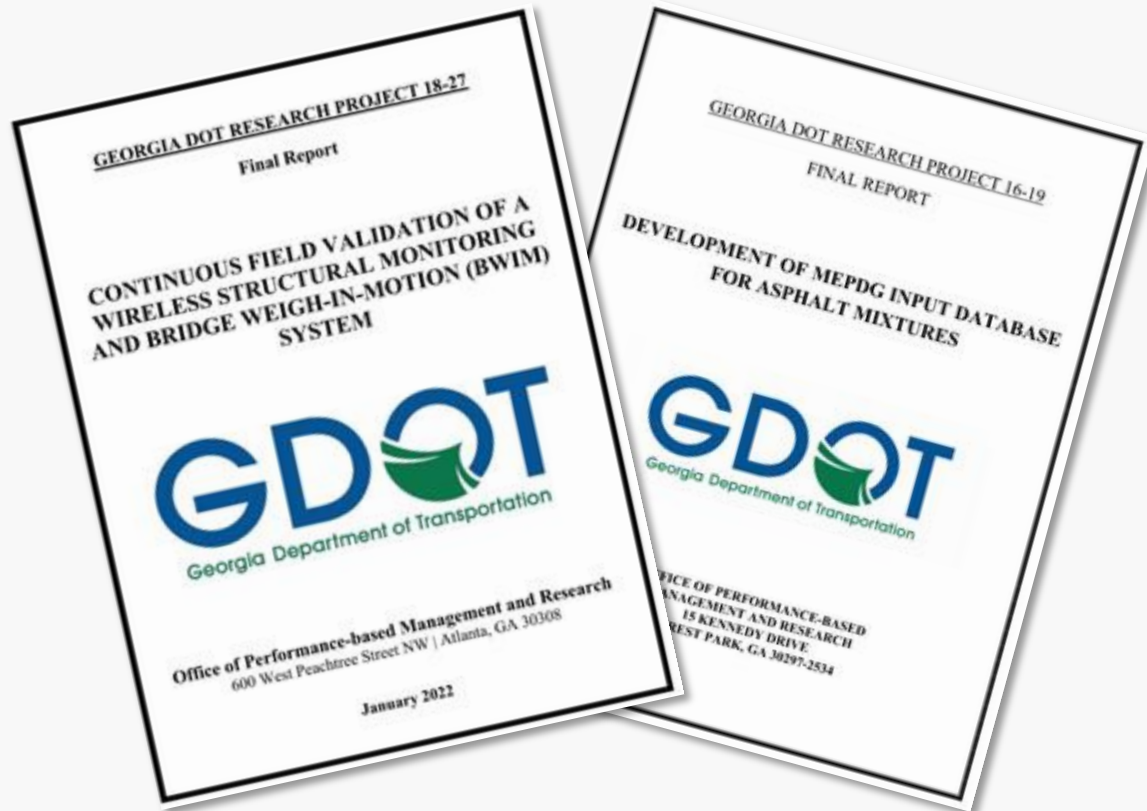 GEORGIA DOT RESEARCH PROJECT 18-27
Final Report
CONTINUOUS FIELD VALIDATION OF A
WIRELESS STRUCTURAL MONITORING
AND BRIDGE WEIGH-IN-MOTION (BWIM)
SYSTEM
GDOT
Georgia Department of Transportation
Office of Performance-based Management and Research
600 West Peachtree Street NW | Atlanta, GA 30308
January 2022
GEORGIA DOT RESEARCH PROJECT 16-19
FINAL REPORT
DEVELOPMENT OF MEPDG INPUT DATABASE
FOR ASPHALT MIXTURES
GDOT
Georgia Department of Transportation
FICE OF PERFORMANCE-BASED
ANAGEMENT AND RESEARCH
15 KENNEDY DRIVE
REST PARK, GA 30297-2534